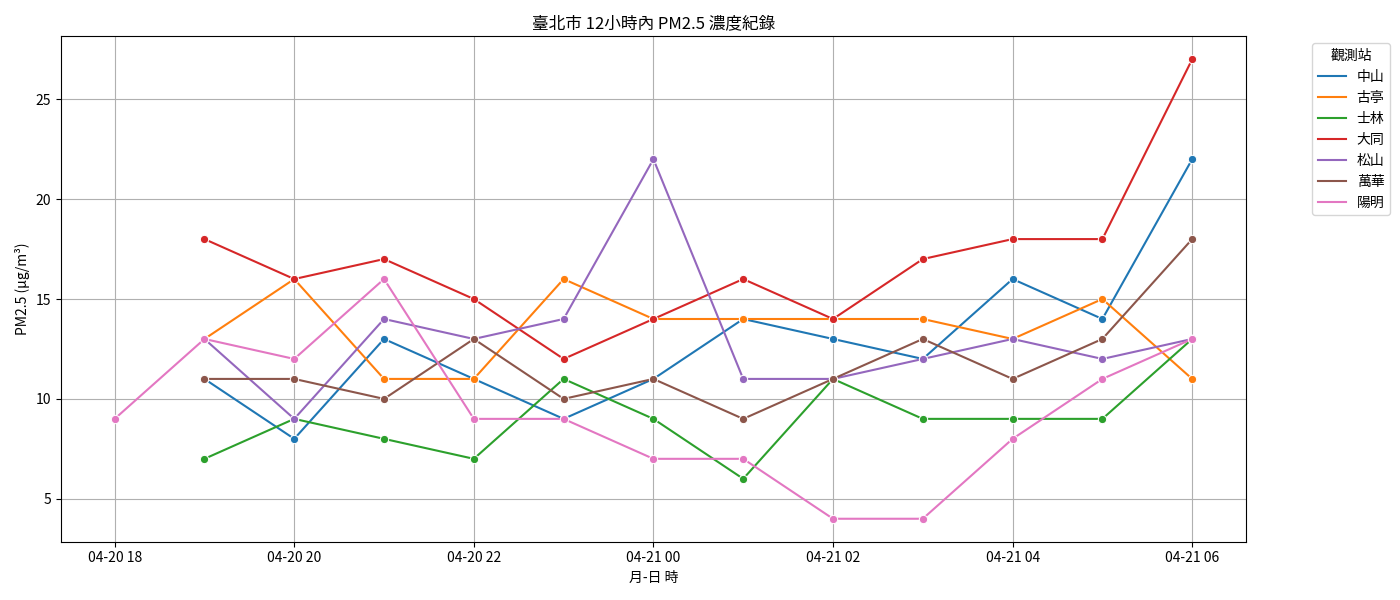 臺北市 12小時內 PM2.5 濃度紀錄
PM2.5 (µg/m³)
25
20
15
10
5
04-20 18
04-20 20
04-20 22
04-21 00
04-21 02
04-21 04
04-21 06
月-日 時
觀測站
中山
古亭
士林
大同
松山
萬華
陽明